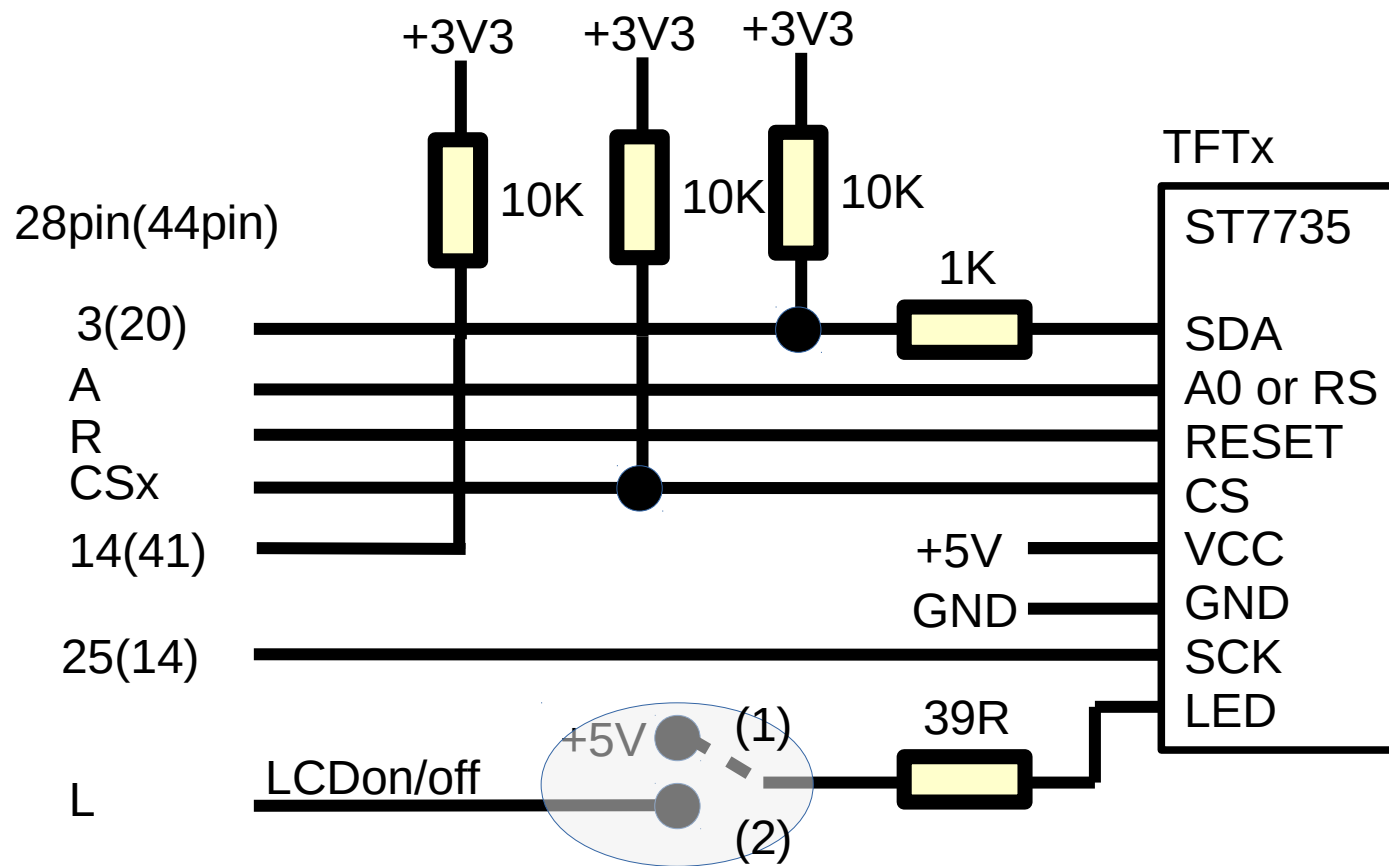 +3V3
+3V3
+3V3
TFTx
10K
10K
10K
28pin(44pin)
ST7735
1K
3(20)
SDA
A
A0 or RS
R
RESET
CSx
CS
14(41)
+5V
VCC
GND
GND
25(14)
SCK
LED
39R
+5V
(1)
LCDon/off
L
(2)